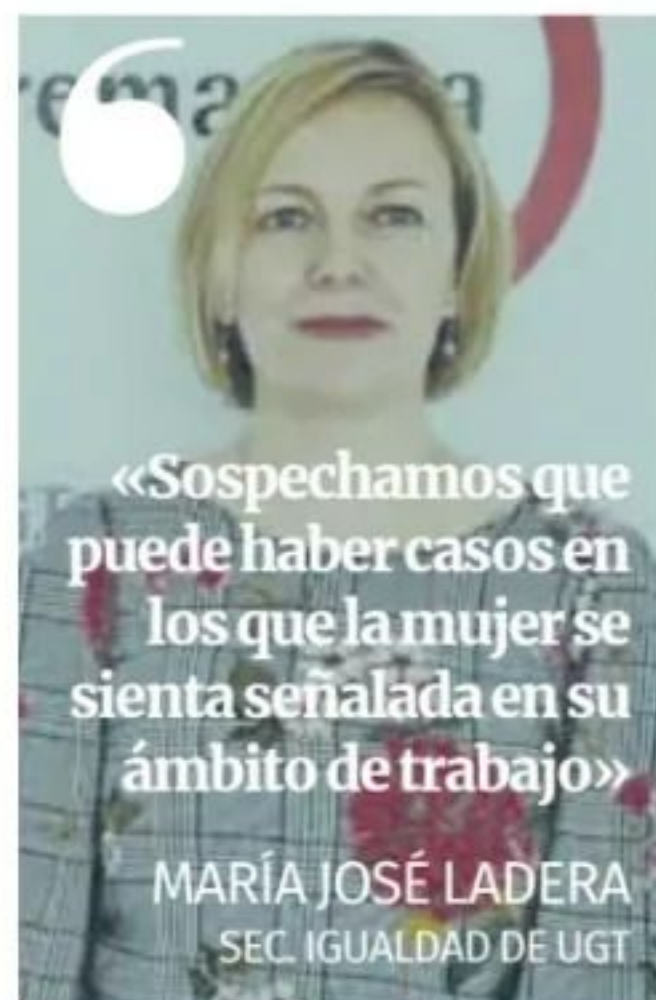 «Sospechamos que
puede haber casos en
los que la mujer se
sienta señalada en su
ámbito de trabajo»
MARÍA JOSÉ LADERA
SEC. IGUALDAD DE UGT